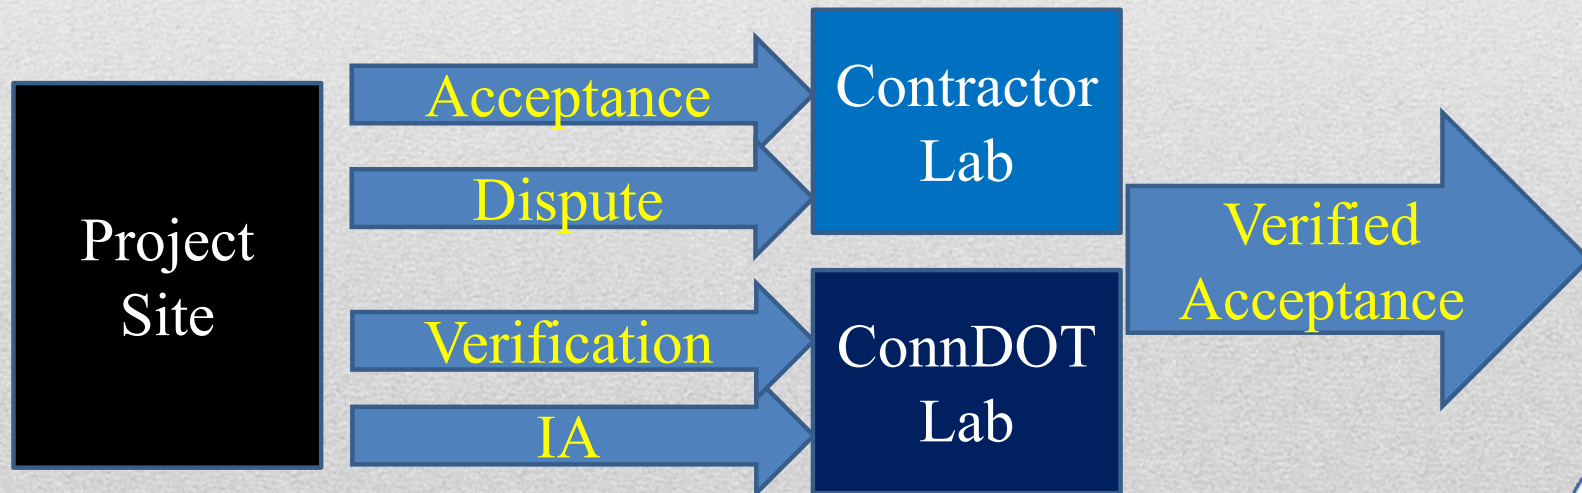 Project
Site
Acceptance
Dispute
Verification
IA
Contractor
Lab
ConnDOT
Lab
Verified
Acceptance